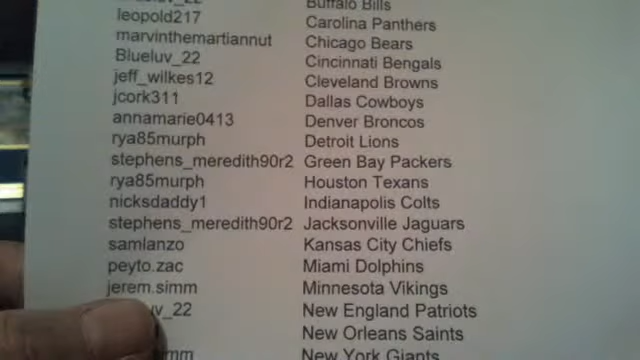 _22 Buffalo Bills
leopold217 Carolina Panthers
marvinthemartiannut Chicago Bears
Blueluv_22 Cincinnati Bengals
jeff_wilkes12 Cleveland Browns
jcork311 Dallas Cowboys
annamarie0413 Denver Broncos
rya85murph Detroit Lions
stephens_meredith90r2 Green Bay Packers
rya85murph Houston Texans
nicksdaddy1 Indianapolis Colts
stephens_meredith90r2 Jacksonville Jaguars
samlanzo Kansas City Chiefs
peyto.zac Miami Dolphins
jerem.simm Minnesota Vikings
uv_22 New England Patriots
New Orleans Saints
mm New York Giants